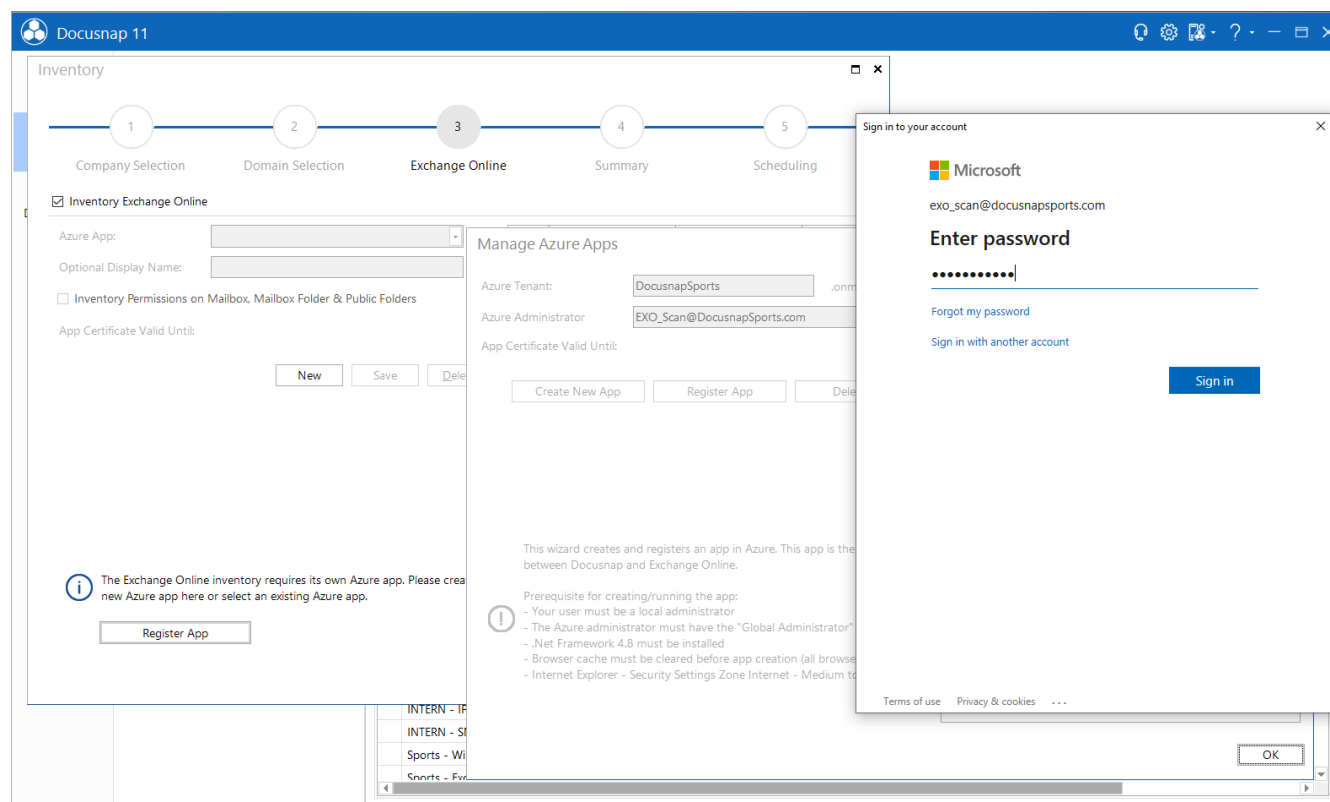 Docusnap 11
Inventory
1
2
3
4
5
Company Selection
Domain Selection
Exchange Online
Summary
Scheduling
Inventory Exchange Online
Azure App:
Optional Display Name:
Inventory Permissions on Mailbox, Mailbox Folder & Public Folders
App Certificate Valid Until:
New
Save
Dele
The Exchange Online inventory requires its own Azure app. Please crea
new Azure app here or select an existing Azure app.
Register App
Manage Azure Apps
Azure Tenant:
DocusnapSports
.onm
Azure Administrator
EXO_Scan@DocusnapSports.com
App Certificate Valid Until:
Create New App
Register App
Dele
This wizard creates and registers an app in Azure. This app is the
between Docusnap and Exchange Online.
Prerequisite for creating/running the app:
- Your user must be a local administrator
- The Azure administrator must have the "Global Administrator"
- .Net Framework 4.8 must be installed
- Browser cache must be cleared before app creation (all browse
- Internet Explorer - Security Settings Zone Internet - Medium to
INTERN - IP
INTERN - SN
Sports - Wi
Sports - Exc
OK
Sign in to your account
Microsoft
exo_scan@docusnapsports.com
Enter password
Forgot my password
Sign in with another account
Sign in
Terms of use
Privacy & cookies